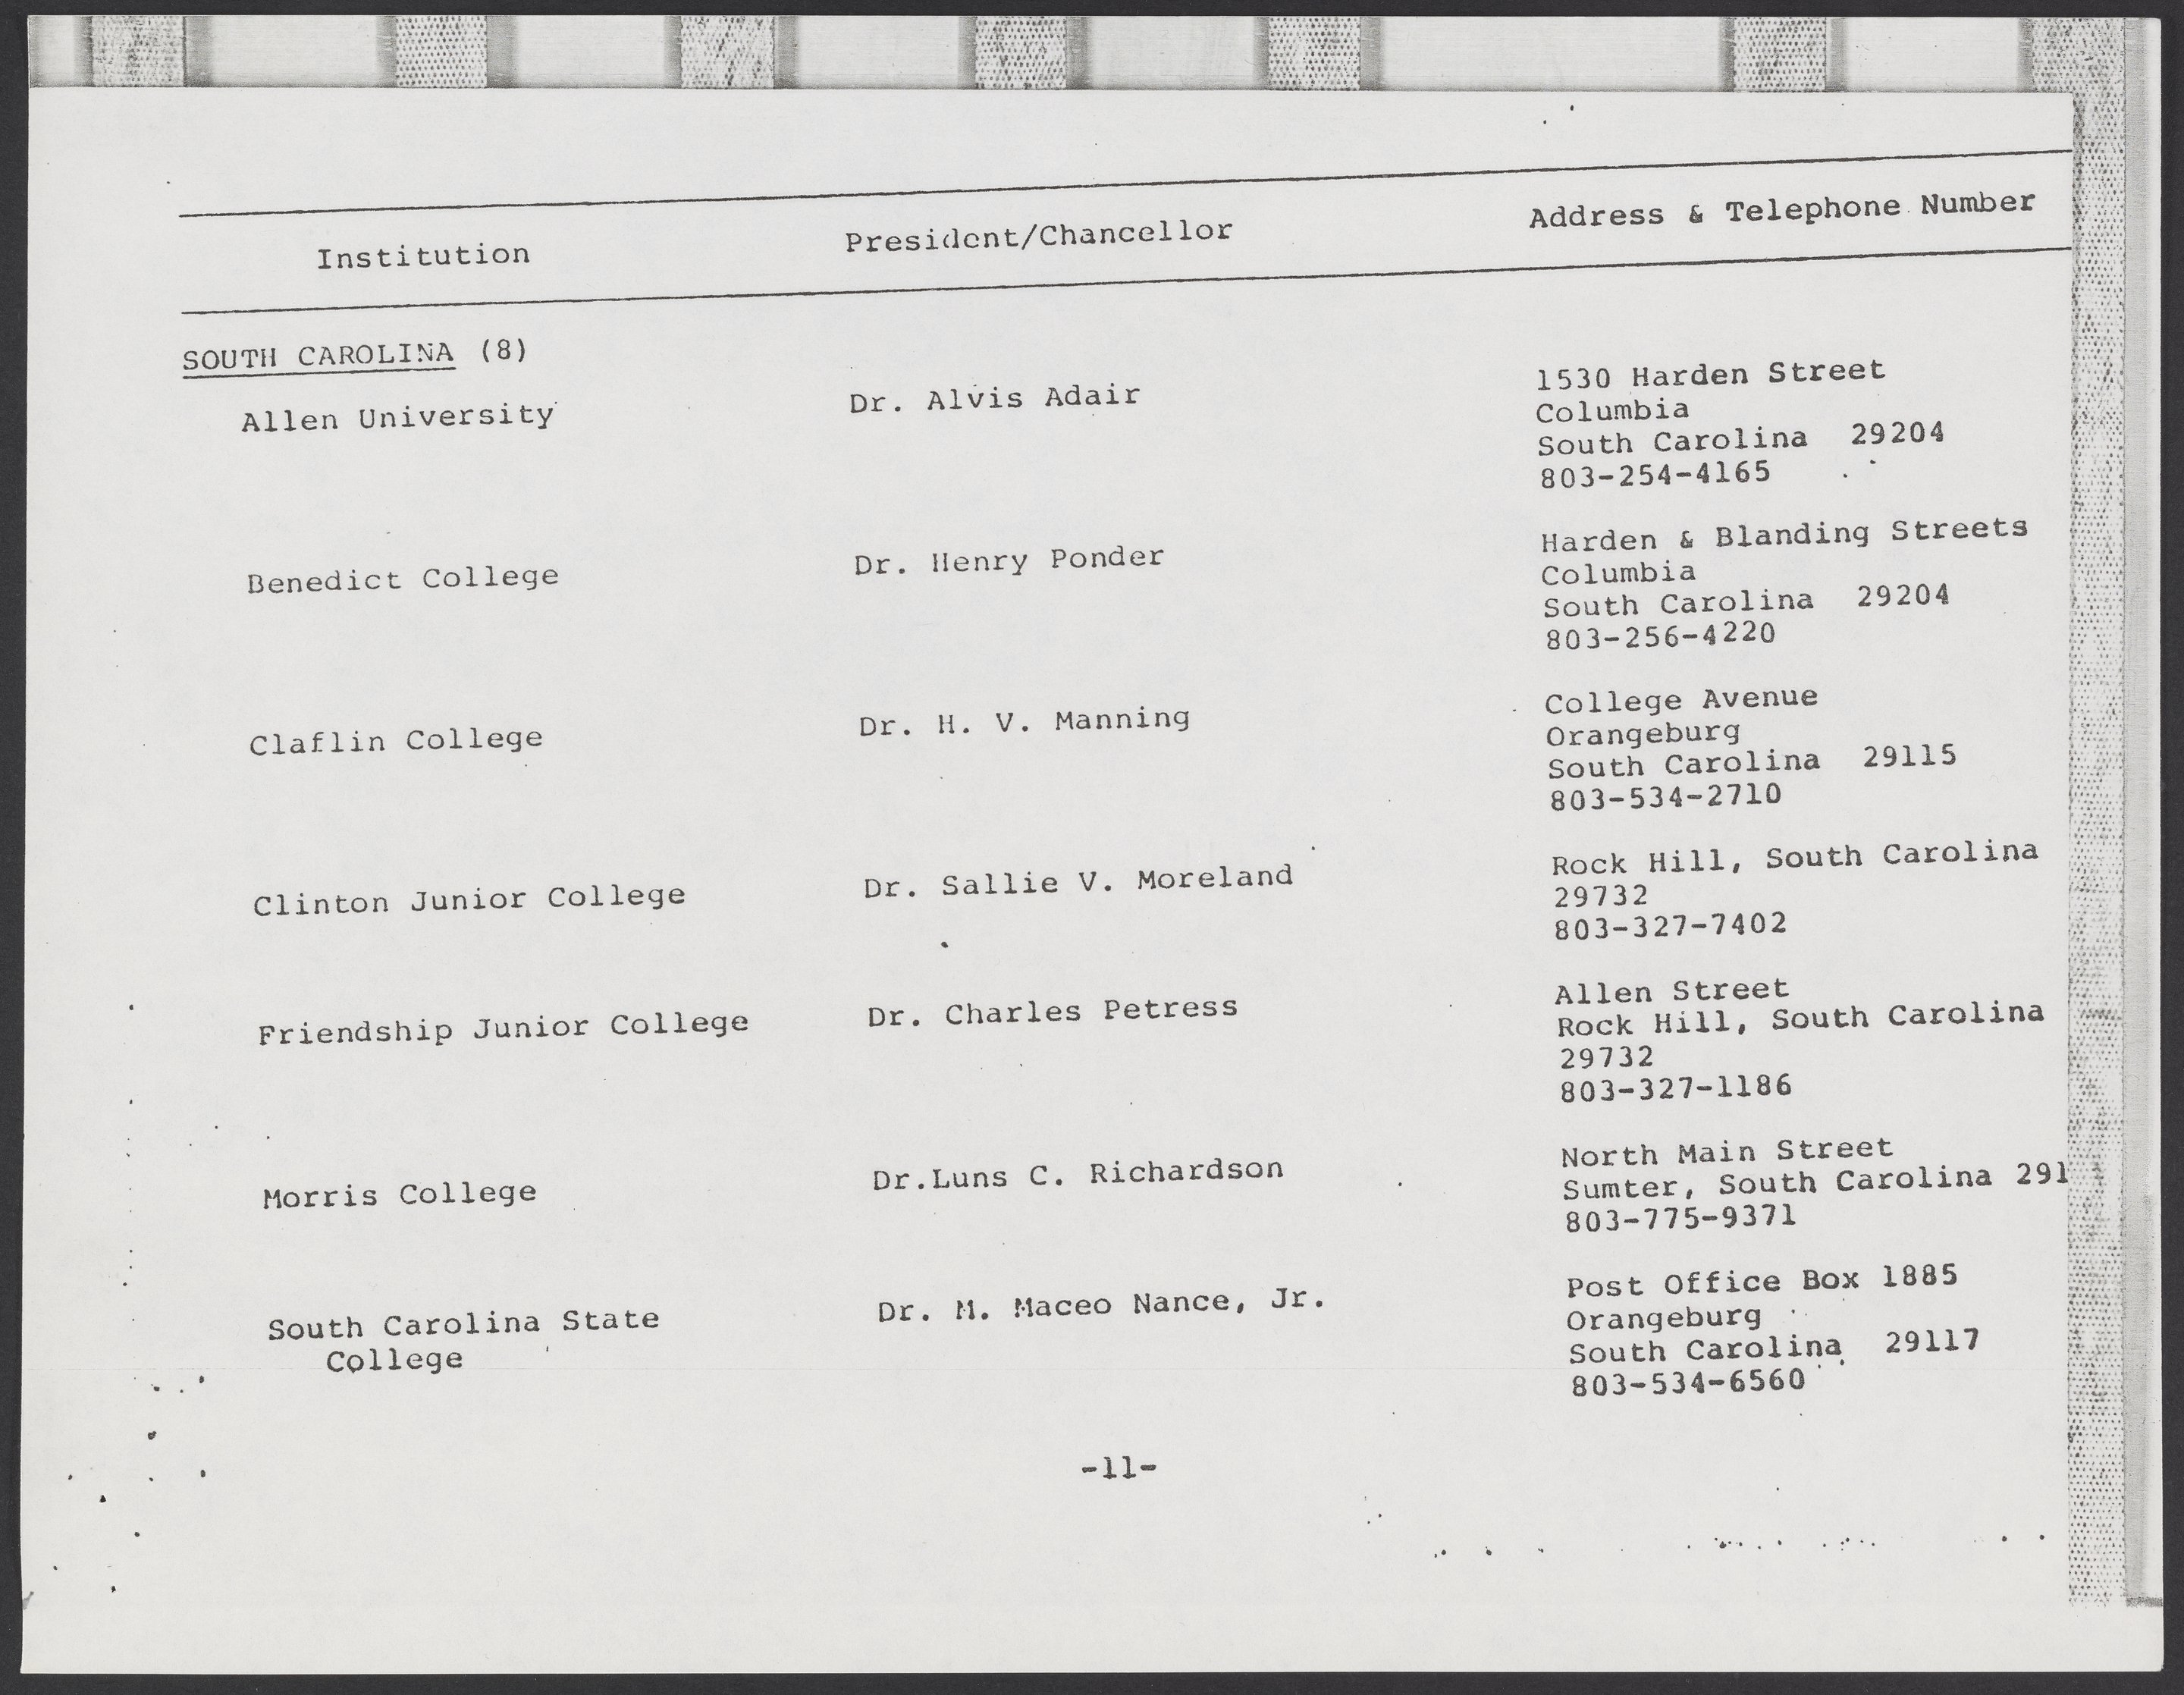 Institution President/Chancellor Address & Telephone Number
SOUTH CAROLINA (8)
Allen University Dr. Alvis Adair 1530 Harden Street
Columbia
South Carolina 29204
803-254-4165
Benedict College Dr. Henry Ponder Harden & Blanding Streets
Columbia
South Carolina 29204
803-256-4220
Claflin College Dr. H. V. Manning College Avenue
Orangeburg
South Carolina 29115
803-534-2710
Clinton Junior College Dr. Sallie V. Moreland Rock Hill, South Carolina
29732
803-327-7402
Friendship Junior College Dr. Charles Petress Allen Street
Rock Hill, South Carolina
29732
803-327-1186
Morris College Dr.Luns C. Richardson North Main Street
Sumter, South Carolina 291
803-775-9371
South Carolina State Dr. M. Maceo Nance, Jr. Post Office Box 1885
College Orangeburg
South Carolina 29117
803-534-6560
-11-